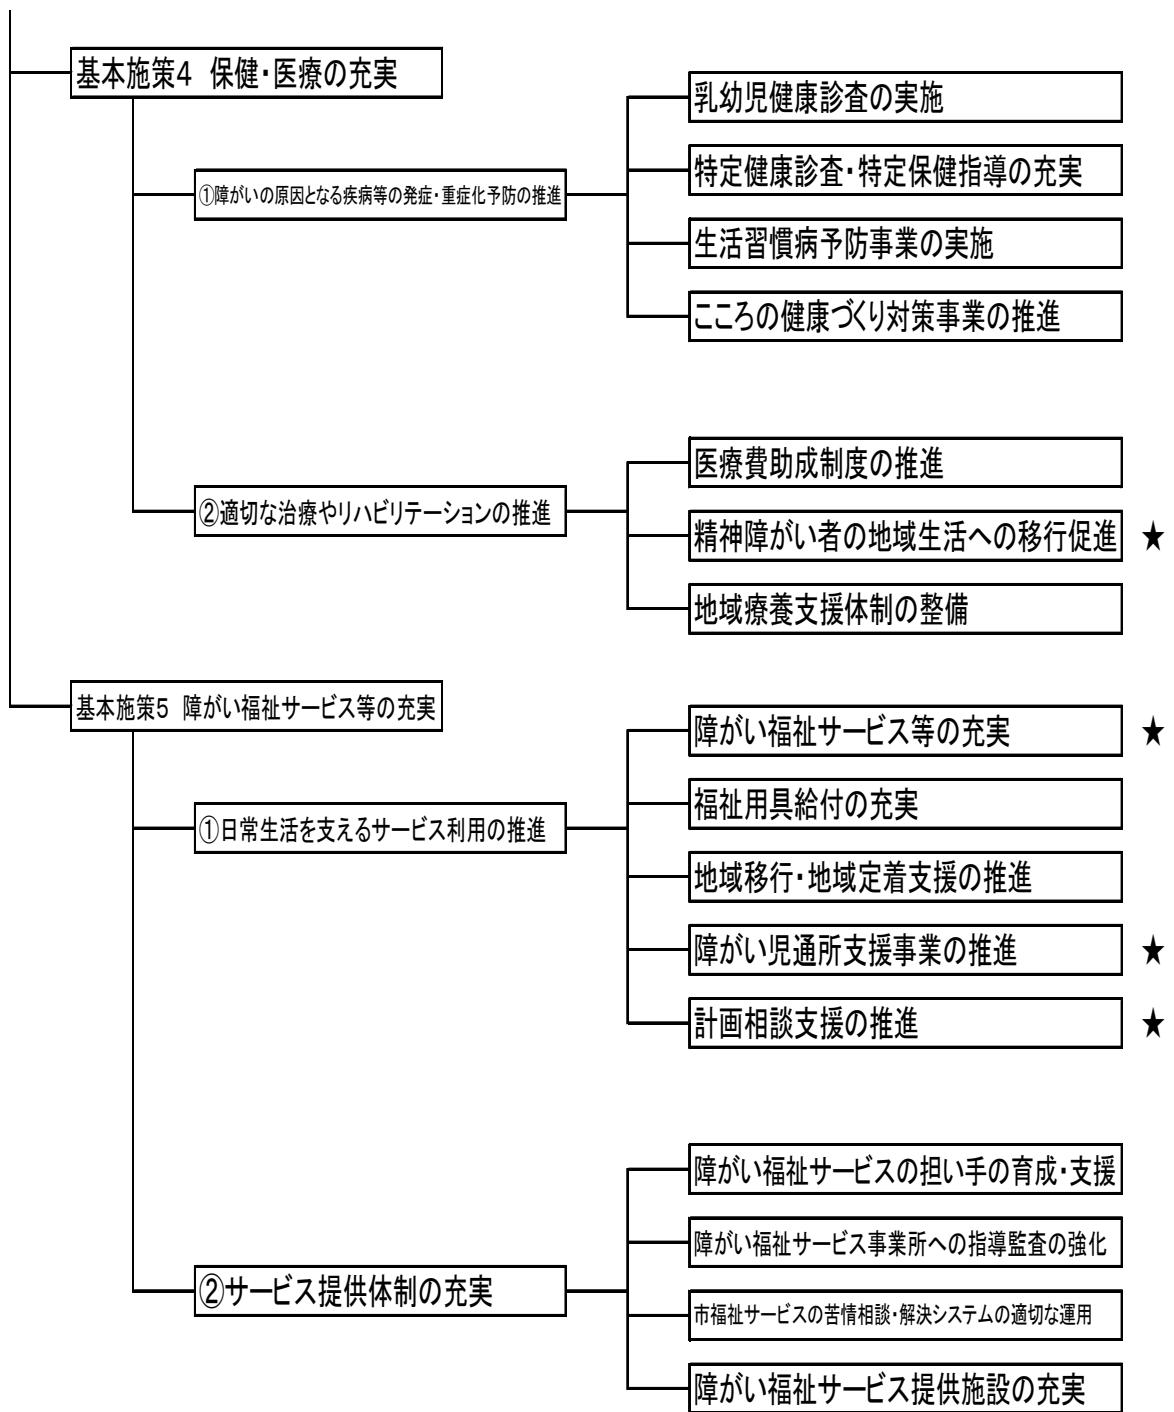 基本施策4 保健・医療の充実
①障がいの原因となる疾病等の発症・重症化予防の推進
乳幼児健康診査の実施
特定健康診査・特定保健指導の充実
生活習慣病予防事業の実施
こころの健康づくり対策事業の推進
②適切な治療やリハビリテーションの推進
医療費助成制度の推進
精神障がい者の地域生活への移行促進 ★
地域療養支援体制の整備
基本施策5 障がい福祉サービス等の充実
①日常生活を支えるサービス利用の推進
障がい福祉サービス等の充実 ★
福祉用具給付の充実
地域移行・地域定着支援の推進
障がい児通所支援事業の推進 ★
計画相談支援の推進 ★
②サービス提供体制の充実
障がい福祉サービスの担い手の育成・支援
障がい福祉サービス事業所への指導監査の強化
市福祉サービスの苦情相談・解決システムの適切な運用
障がい福祉サービス提供施設の充実